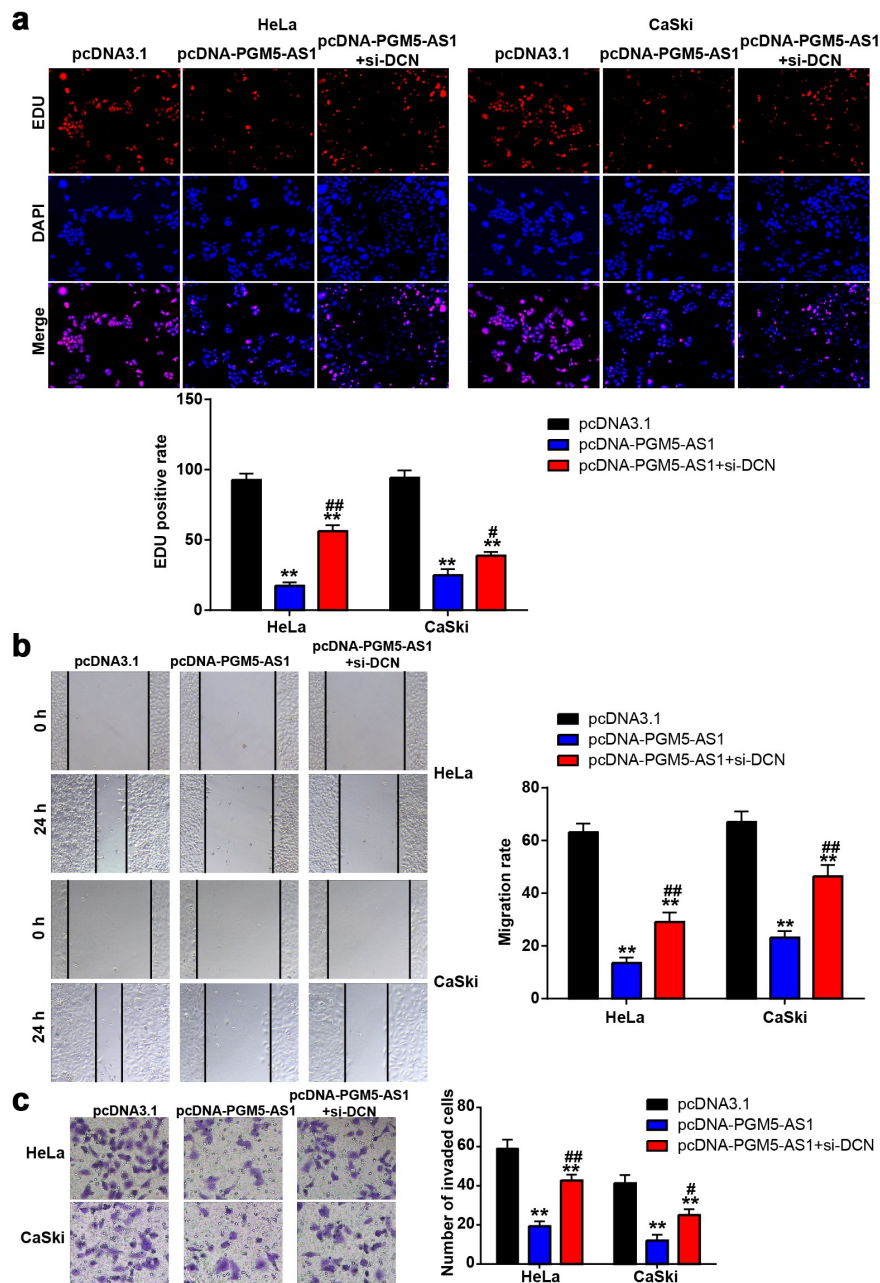 a
HeLa
CaSki
pcDNA3.1
pcDNA-PGM5-AS1
pcDNA-PGM5-AS1
+si-DCN
pcDNA3.1
pcDNA-PGM5-AS1
pcDNA-PGM5-AS1
+si-DCN
EDU
DAPI
Merge
150
100
50
0
EDU positive rate
**
##
**
**
#
**
HeLa
CaSki
pcDNA3.1
pcDNA-PGM5-AS1
pcDNA-PGM5-AS1+si-DCN
b
pcDNA3.1
pcDNA-PGM5-AS1
pcDNA-PGM5-AS1
+si-DCN
0 h
24 h
HeLa
0 h
24 h
CaSki
pcDNA3.1
pcDNA-PGM5-AS1
pcDNA-PGM5-AS1+si-DCN
80
60
40
20
0
Migration rate
**
##
**
**
##
**
HeLa
CaSki
c
pcDNA3.1
pcDNA-PGM5-AS1
pcDNA-PGM5-AS1
+si-DCN
HeLa
CaSki
80
60
40
20
0
Number of invaded cells
**
##
**
**
#
**
HeLa
CaSki
pcDNA3.1
pcDNA-PGM5-AS1
pcDNA-PGM5-AS1+si-DCN